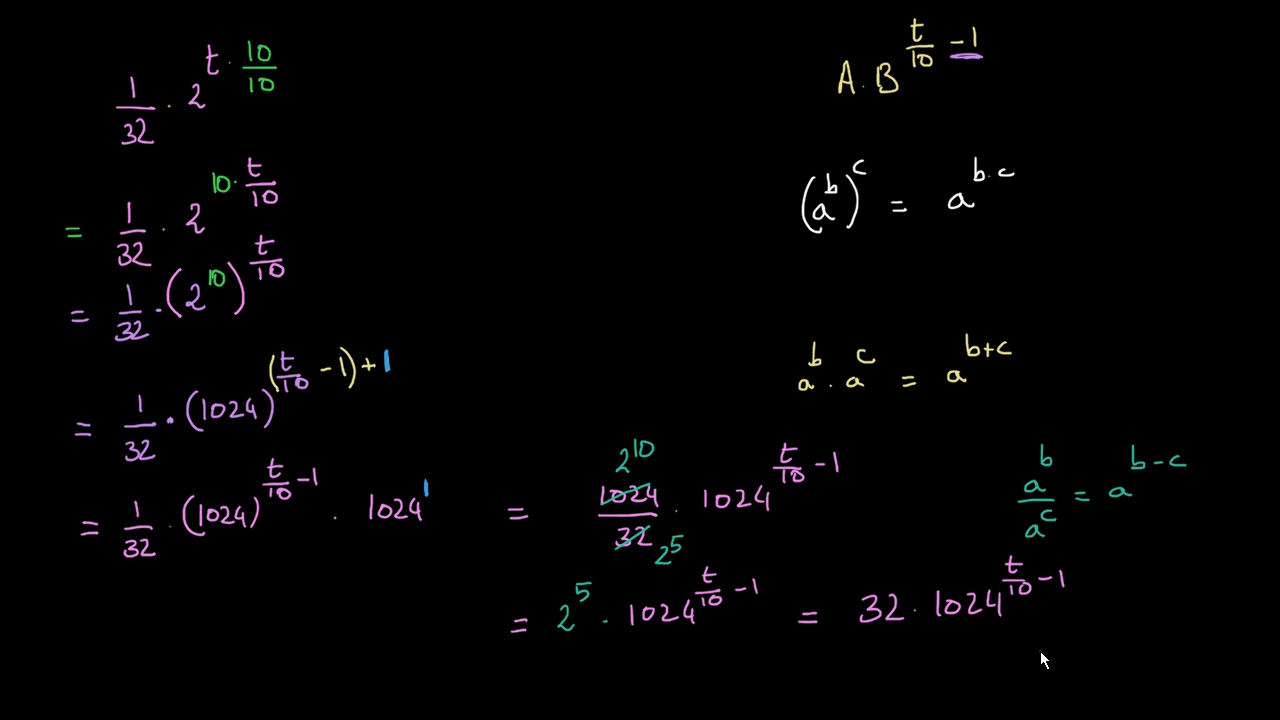 1/32 · 2^(t · 10/10)
= 1/32 · 2^(10 · t/10)
= 1/32 · (2^10)^(t/10)
= 1/32 · (1024)^((t/10 - 1) + 1)
= 1/32 · (1024)^(t/10 - 1) · 1024^1
A · B^(t/10 - 1)
(a^b)^c = a^(b · c)
a^b · a^c = a^(b+c)
= 2^10 1024/32 2^5 · 1024^(t/10 - 1)
a^b/a^c = a^(b-c)
= 2^5 · 1024^(t/10 - 1) = 32 · 1024^(t/10 - 1)